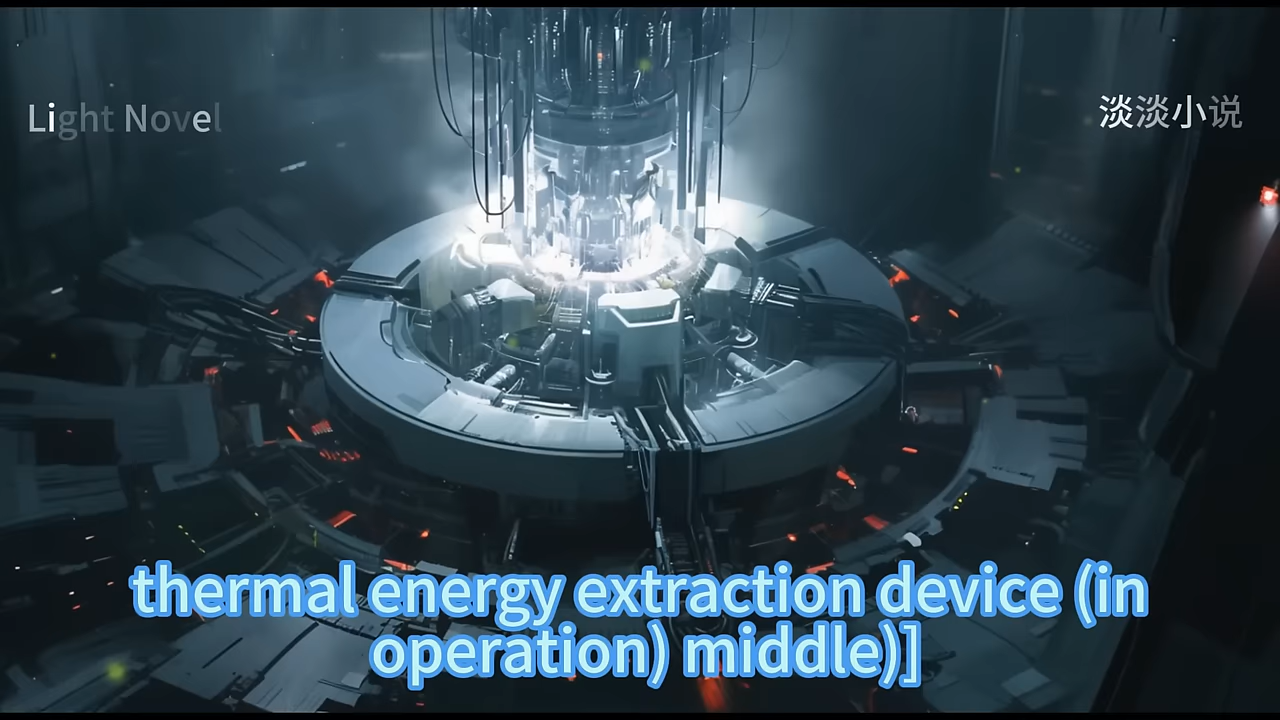 Light Novel
淡淡小说
thermal energy extraction device (in
operation) middle)]